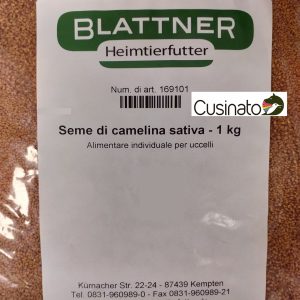 BLATTNER
Heimtierfutter
Num. di art. 169101
Cusinato
Seme di camelina sativa - 1 kg
Alimentare individuale per uccelli
Kürnacher Str. 22-24 - 87439 Kempten
Tel. 0831-960989-0 - Fax 0831-960989-21